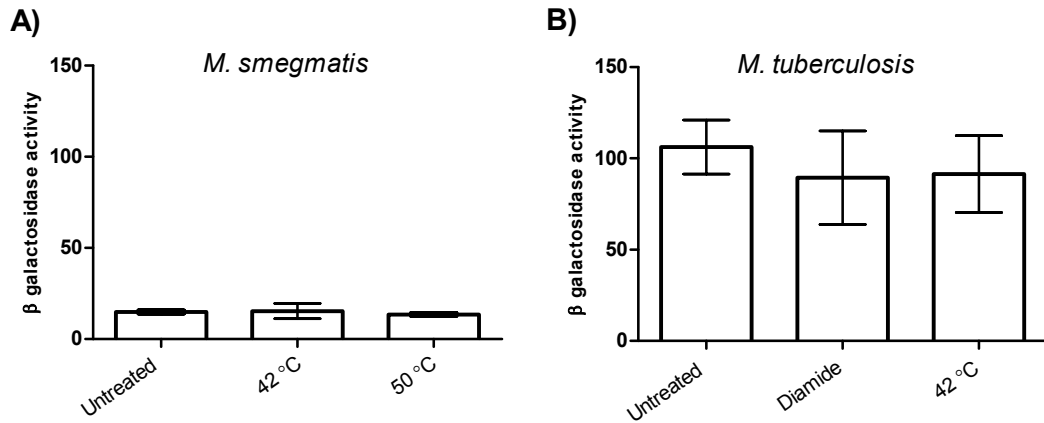 A)
M. smegmatis
β galactosidase activity
150
100
50
0
Untreated
42 °C
50 °C
B)
M. tuberculosis
β galactosidase activity
150
100
50
0
Untreated
Diamide
42 °C